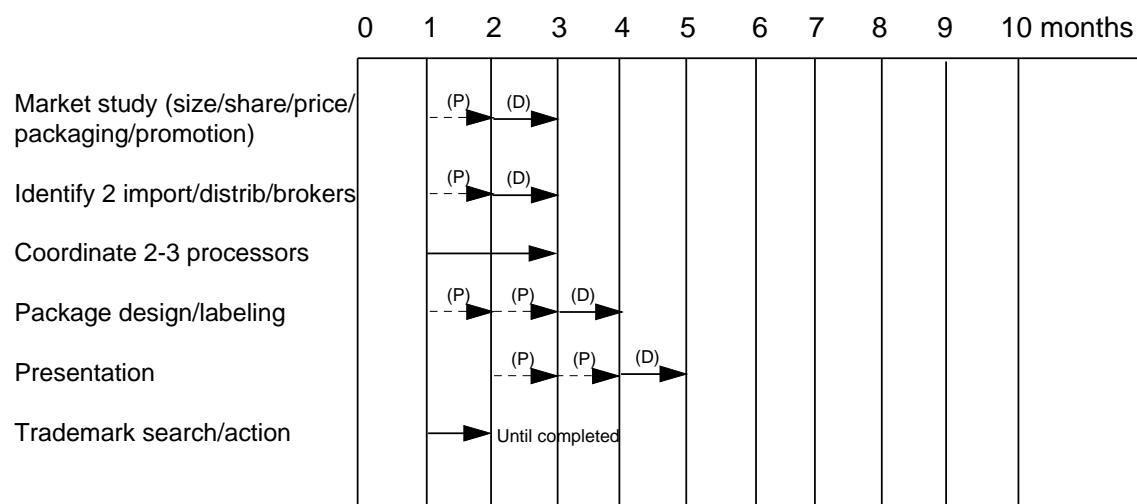 0 1 2 3 4 5 6 7 8 9 10 months
Market study (size/share/price/
packaging/promotion)
(P) (D)
Identify 2 import/distrib/brokers
(P) (D)
Coordinate 2-3 processors
Package design/labeling
(P) (P) (D)
Presentation
(P) (P) (D)
Trademark search/action
Until completed